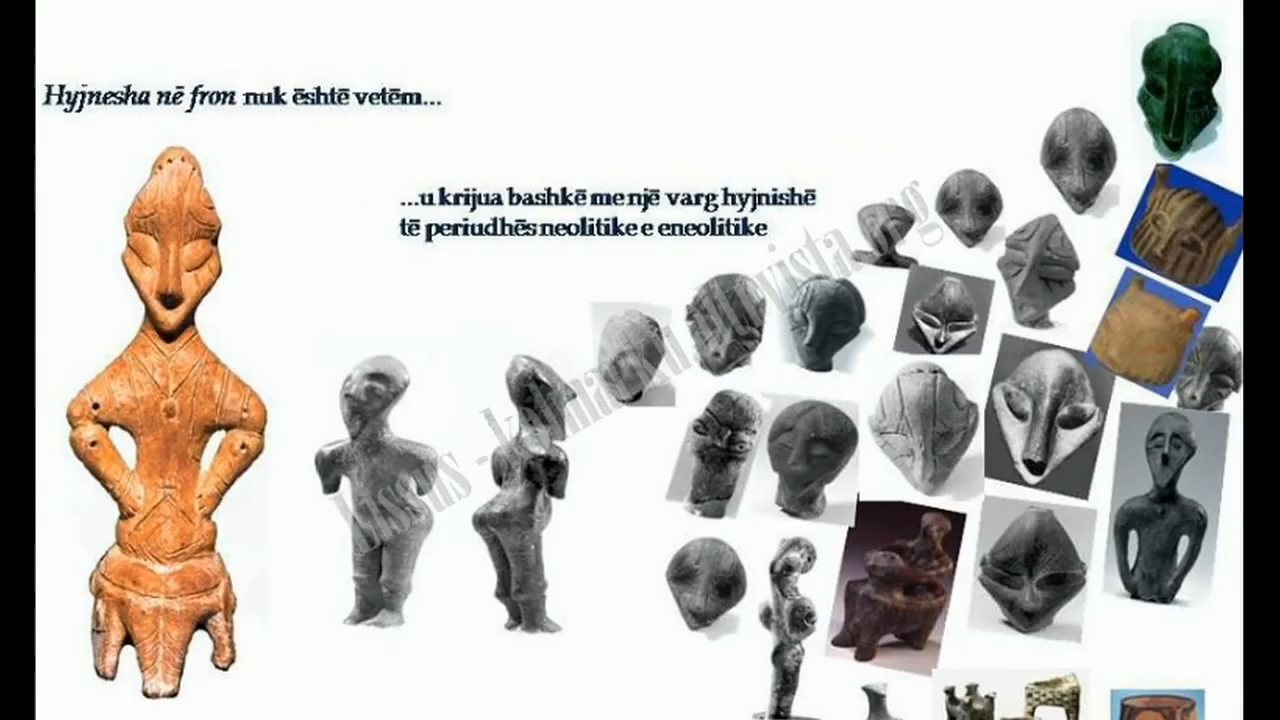 Hyjnesha në fron nuk është vetëm...
...u krijua bashkë me një varg hyjnishë
të periudhës neolitike e eneolitike